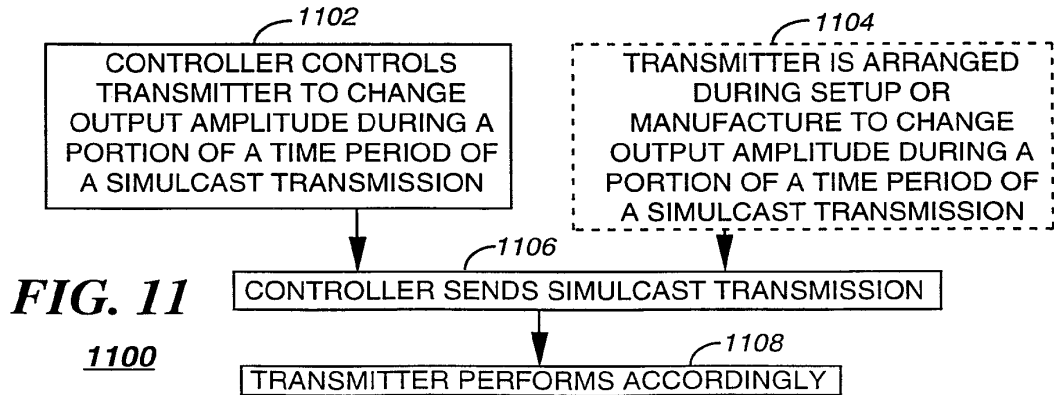 1102
CONTROLLER CONTROLS
TRANSMITTER TO CHANGE
OUTPUT AMPLITUDE DURING A
PORTION OF A TIME PERIOD OF
A SIMULCAST TRANSMISSION
1104
TRANSMITTER IS ARRANGED
DURING SETUP OR
MANUFACTURE TO CHANGE
OUTPUT AMPLITUDE DURING A
PORTION OF A TIME PERIOD OF
A SIMULCAST TRANSMISSION
1106
CONTROLLER SENDS SIMULCAST TRANSMISSION
FIG. 11
1100
1108
TRANSMITTER PERFORMS ACCORDINGLY